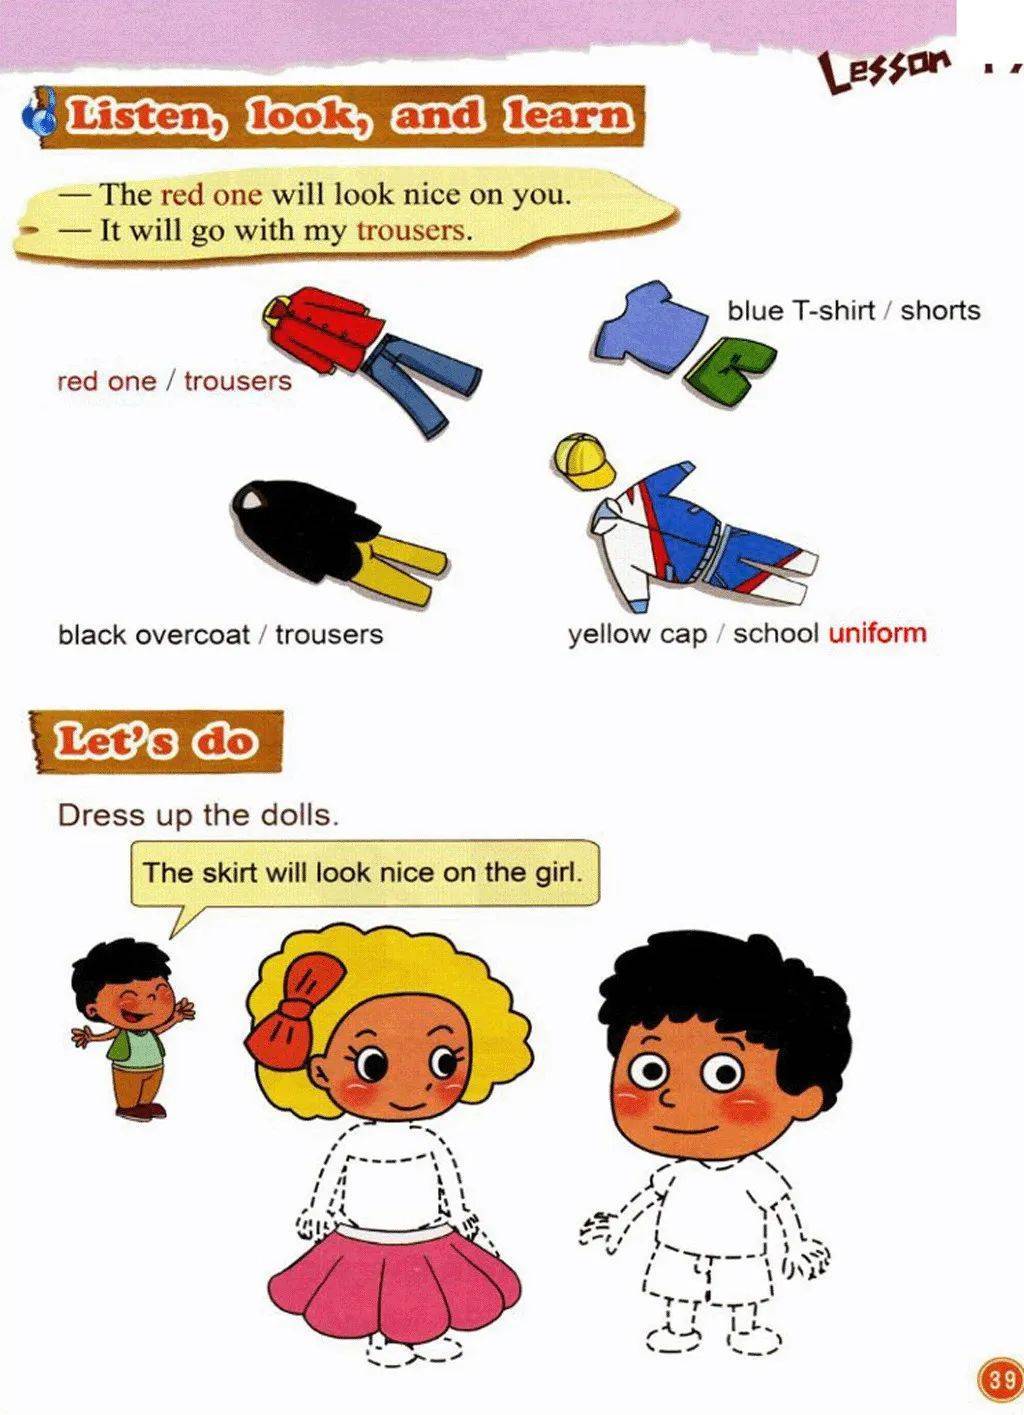 Lesson
Listen, look, and learn
— The red one will look nice on you.
— It will go with my trousers.
blue T-shirt / shorts
red one / trousers
black overcoat / trousers
yellow cap / school uniform
Let's do
Dress up the dolls.
The skirt will look nice on the girl.
39